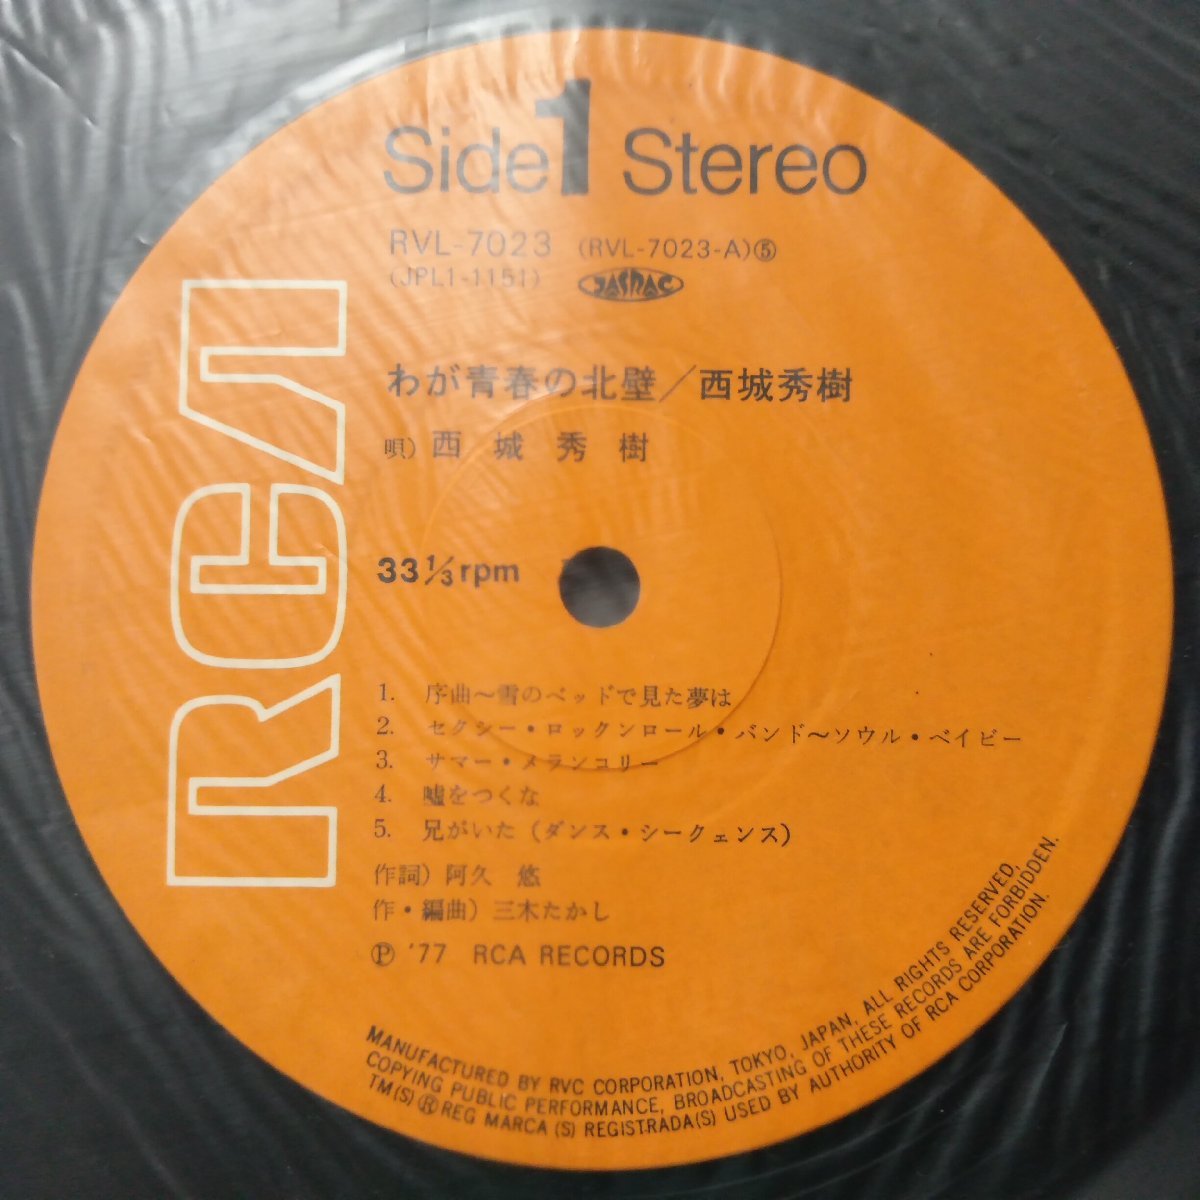 Side 1 Stereo
RVL-7023 (RVL-7023-A)⑤
(JPL1-1151) JASRAC
わが青春の北壁/西城秀樹
唄) 西城秀樹
RCA
33 1/3 rpm
1. 序曲～雪のベッドで見た夢は
2. セクシー・ロックンロール・バンド～ソウル・ベイビー
3. サマー・メランコリー
4. 嘘をつくな
5. 兄がいた (ダンス・シークェンス)
作詞) 阿久 悠
作・編曲) 三木たかし
Ⓟ '77 RCA RECORDS
MANUFACTURED BY RVC CORPORATION, TOKYO, JAPAN, ALL RIGHTS RESERVED,
COPYING PUBLIC PERFORMANCE, BROADCASTING OF THESE RECORDS ARE FORBIDDEN.
TM(S) ® REG MARCA (S) REGISTRADA(S) USED BY AUTHORITY OF RCA CORPORATION.